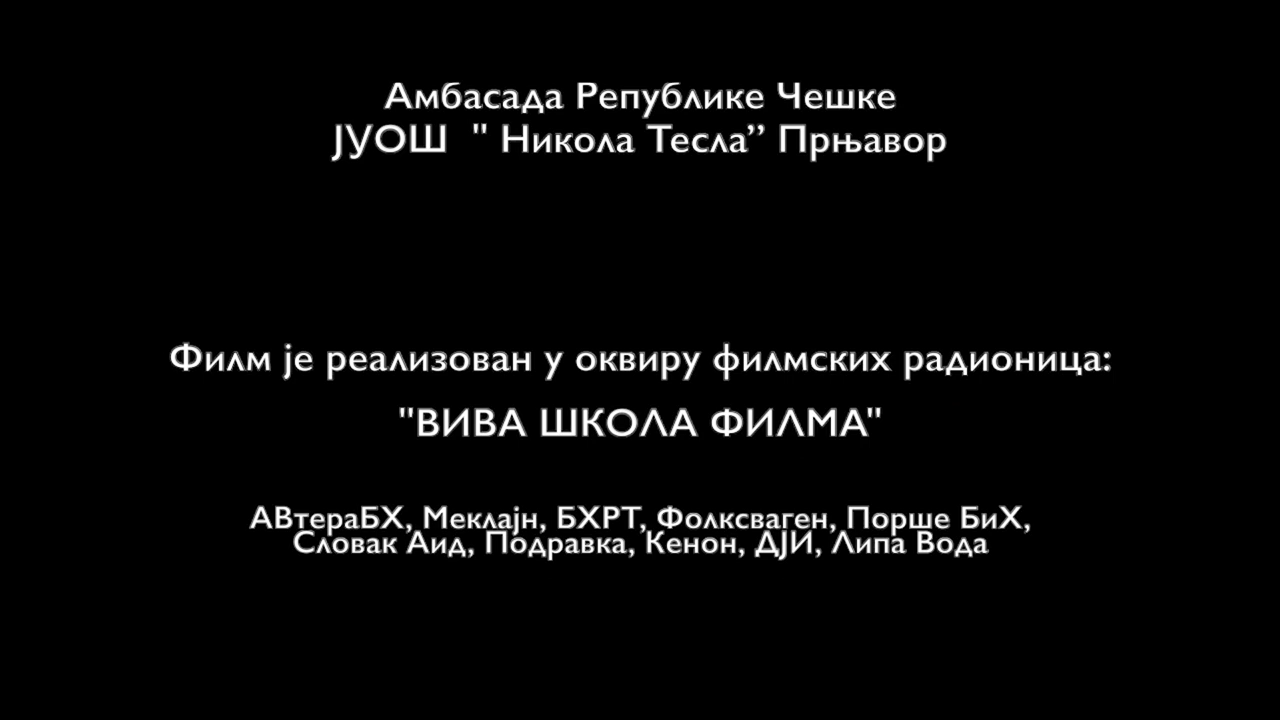 Амбасада Републике Чешке
ЈУОШ " Никола Тесла” Прњавор
Филм је реализован у оквиру филмских радионица:
"ВИВА ШКОЛА ФИЛМА"
АВтераБХ, Меклајн, БХРТ, Фолксваген, Порше БиХ,
Словак Аид, Подравка, Кенон, ДЈИ, Липа Вода